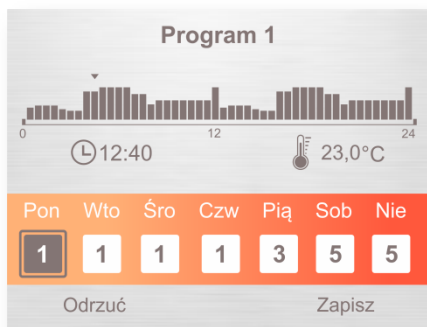 Program 1
0 12 24
12:40 23,0°C
Pon Wto Śro Czw Pią Sob Nie
1 1 1 1 3 5 5
Odrzuć Zapisz